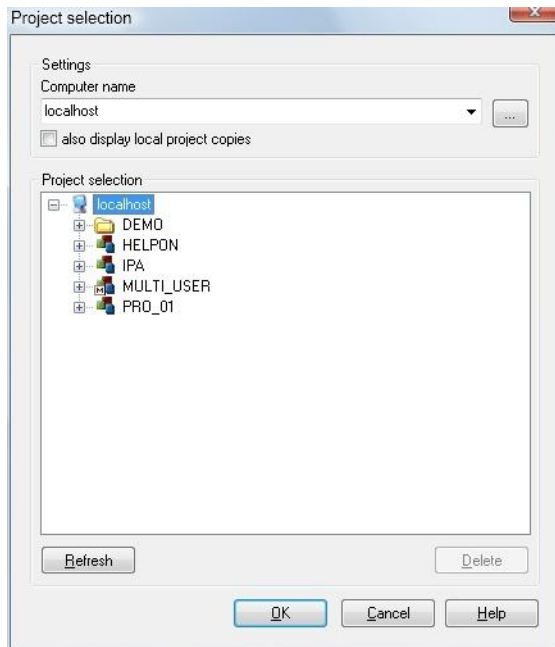 Project selection
Settings
Computer name
localhost
...
also display local project copies
Project selection
localhost
DEMO
HELPON
IPA
M MULTI_USER
PRO_01
Refresh
Delete
OK
Cancel
Help